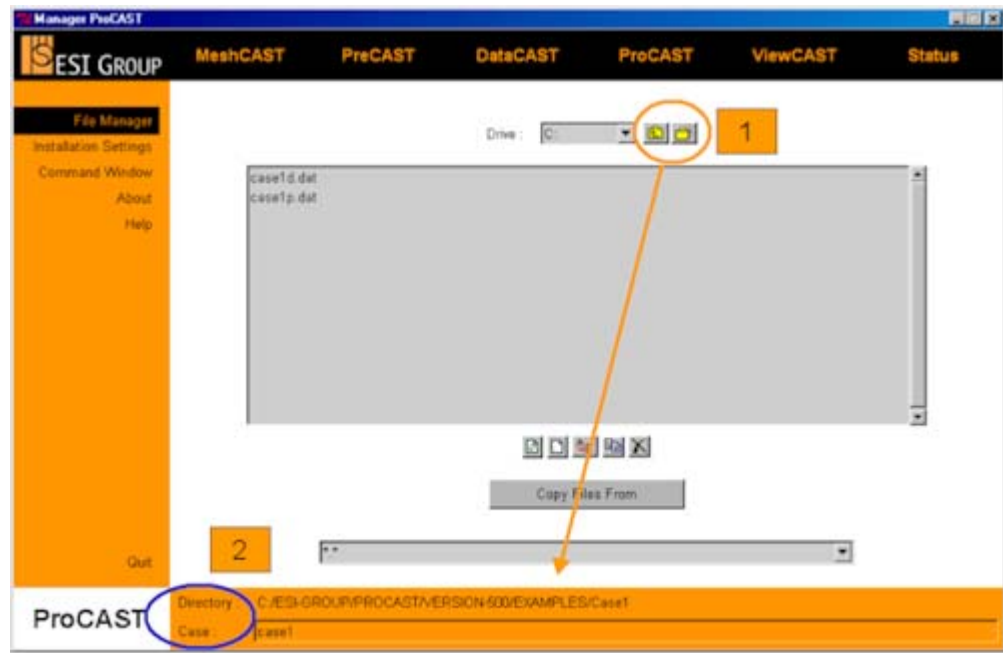 Manager ProCAST
ESI GROUP
MeshCAST PreCAST DataCAST ProCAST ViewCAST Status
File Manager
Installation Settings
Command Window
About
Help
Quit
Drive : C:
1
case1d.dat
case1p.dat
Copy Files From
2
*.*
ProCAST
Directory : C:/ESI-GROUP/PROCAST/VERSION-500/EXAMPLES/Case1
Case : case1